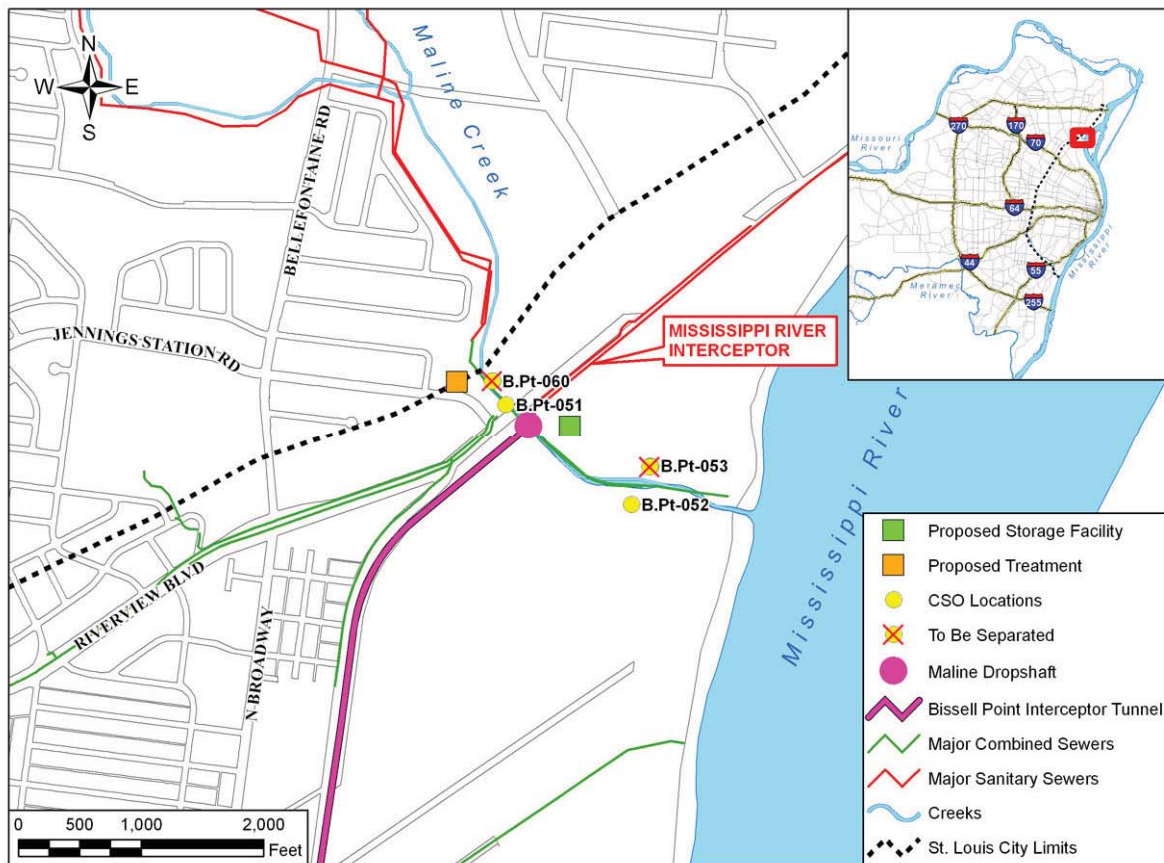 N
W E
S
Maline Creek
BELLEFONTAINE RD
JENNINGS STATION RD
MISSISSIPPI RIVER
INTERCEPTOR
B.Pt-060
B.Pt-051
B.Pt-053
B.Pt-052
RIVERVIEW BLVD
N BROADWAY
Mississippi River
0 500 1,000 2,000
Feet
Missouri
River
270
170
70
64
44
55
255
Meramec
River
Mississippi
River
Proposed Storage Facility
Proposed Treatment
CSO Locations
To Be Separated
Maline Dropshaft
Bissell Point Interceptor Tunnel
Major Combined Sewers
Major Sanitary Sewers
Creeks
St. Louis City Limits